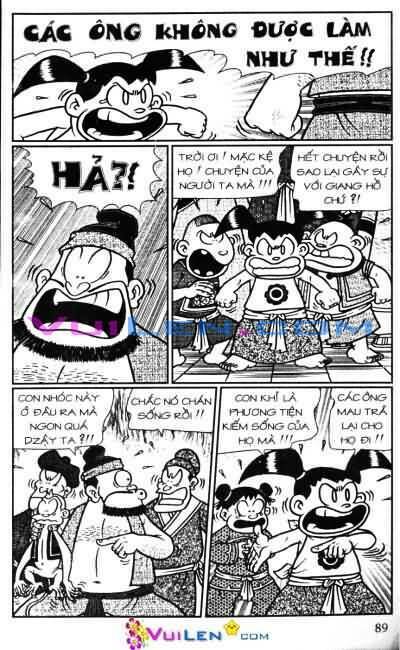 CÁC ÔNG KHÔNG ĐƯỢC LÀM
NHƯ THẾ!!
HẢ?!
TRỜI ƠI! MẶC KỆ
HỌ! CHUYỆN CỦA
NGƯỜI TA MÀ!!!
HẾT CHUYỆN RỒI
SAO LẠI GÂY SỰ
VỚI GIANG HỒ
CHỨ?!
VuiLen.com
CON NHÓC NÀY
Ở ĐÂU RA MÀ
NGON QUÁ
DZẬY TA?!!
CHẮC NÓ CHÁN
SỐNG RỒI!!
CON KHỈ LÀ
PHƯƠNG TIỆN
KIẾM SỐNG CỦA
HỌ MÀ!!!
CÁC ÔNG
MAU TRẢ
LẠI CHO
HỌ ĐI!!
89
VuiLen.com